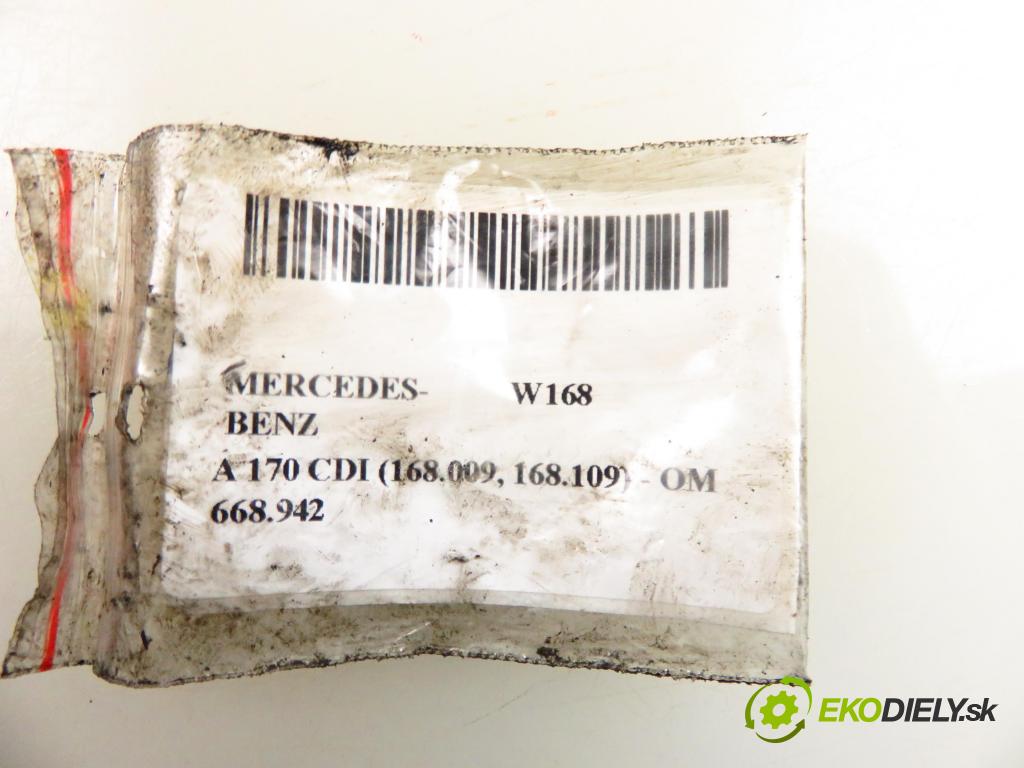 MERCEDES- W168
BENZ
A 170 CDI (168.009, 168.109) - OM
668.942
EKODIELY.sk